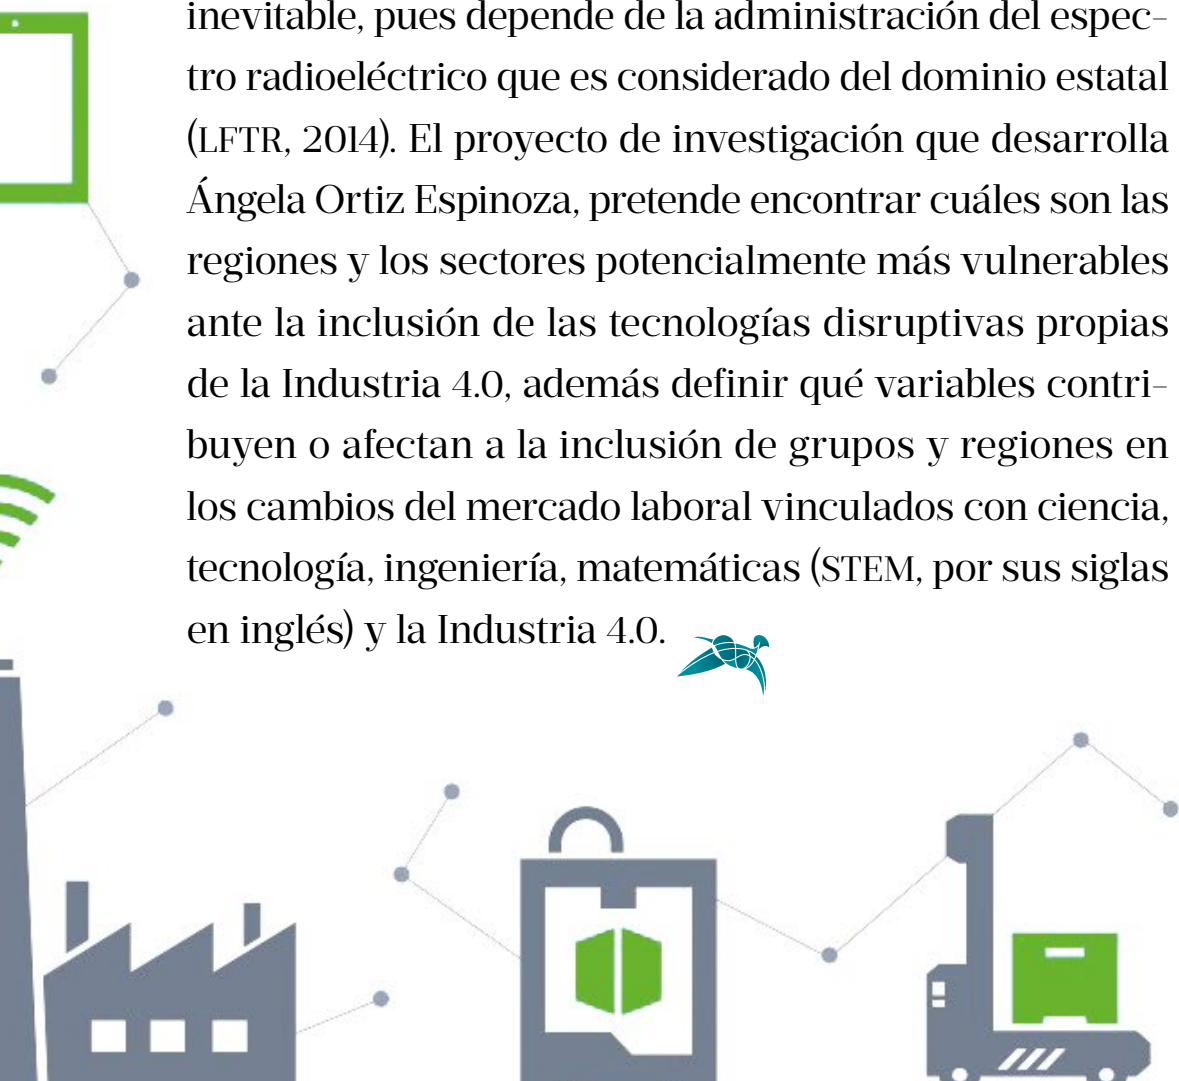 inevitable, pues depende de la administración del espec-
tro radioeléctrico que es considerado del dominio estatal
(LFTR, 2014). El proyecto de investigación que desarrolla
Ángela Ortiz Espinoza, pretende encontrar cuáles son las
regiones y los sectores potencialmente más vulnerables
ante la inclusión de las tecnologías disruptivas propias
de la Industria 4.0, además definir qué variables contri-
buyen o afectan a la inclusión de grupos y regiones en
los cambios del mercado laboral vinculados con ciencia,
tecnología, ingeniería, matemáticas (STEM, por sus siglas
en inglés) y la Industria 4.0.